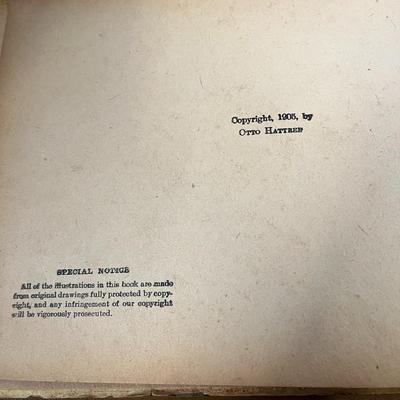 Copyright, 1905, by
OTTO HATTREP
SPECIAL NOTICE
All of the illustrations in this book are made
from original drawings fully protected by copy-
right, and any infringement of our copyright
will be vigorously prosecuted.